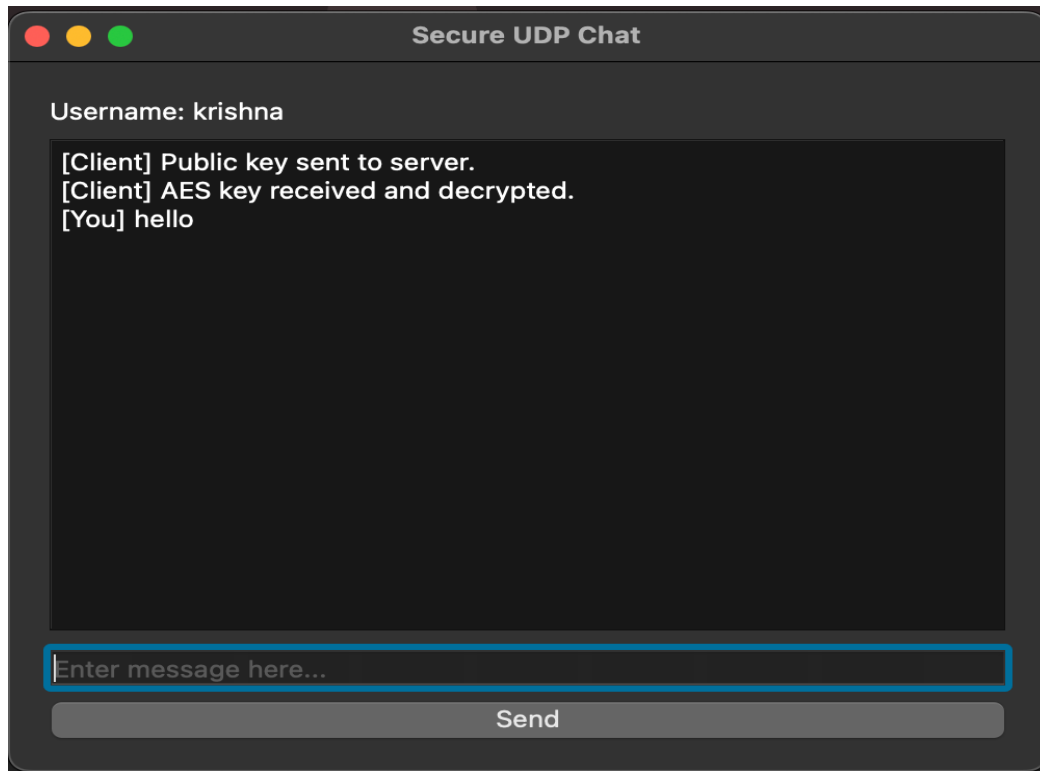 Secure UDP Chat
Username: krishna
[Client] Public key sent to server.
[Client] AES key received and decrypted.
[You] hello
Enter message here...
Send